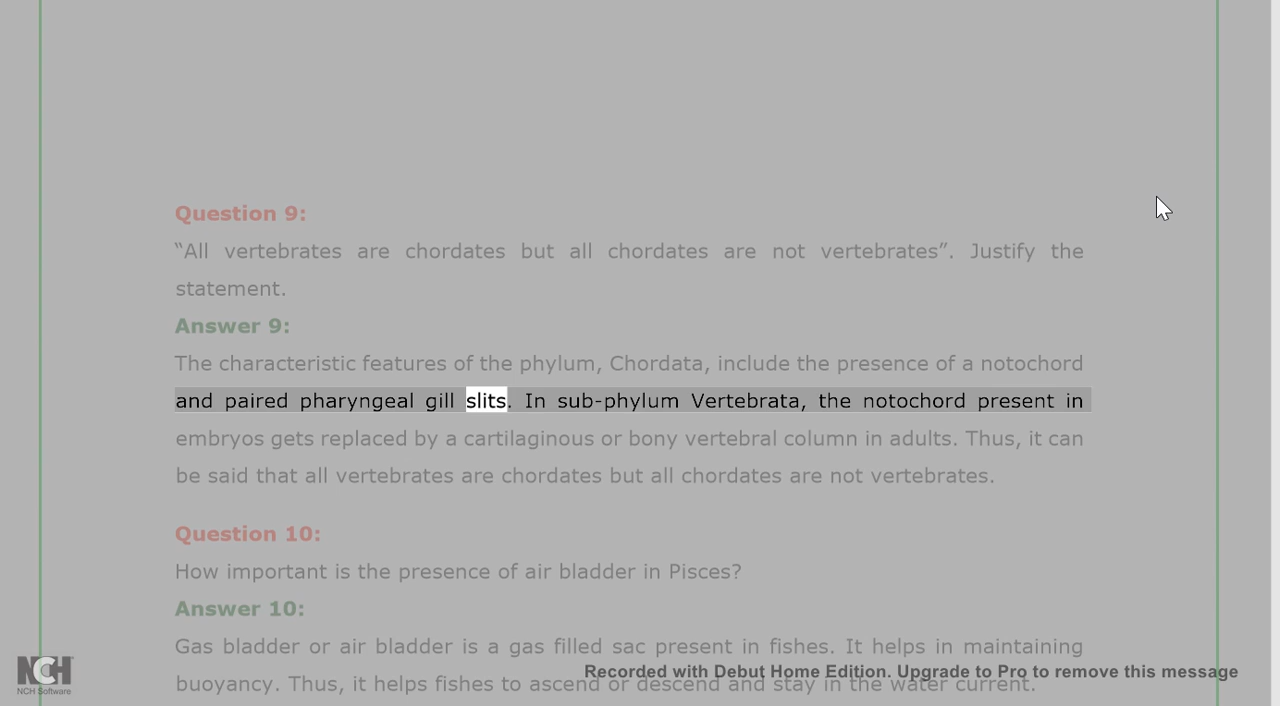 Question 9:
“All vertebrates are chordates but all chordates are not vertebrates”. Justify the
statement.
Answer 9:
The characteristic features of the phylum, Chordata, include the presence of a notochord
and paired pharyngeal gill slits. In sub-phylum Vertebrata, the notochord present in
embryos gets replaced by a cartilaginous or bony vertebral column in adults. Thus, it can
be said that all vertebrates are chordates but all chordates are not vertebrates.
Question 10:
How important is the presence of air bladder in Pisces?
Answer 10:
Gas bladder or air bladder is a gas filled sac present in fishes. It helps in maintaining
buoyancy. Thus, it helps fishes to ascend or descend and stay in the water current.
NCH
NCH Software
Recorded with Debut Home Edition. Upgrade to Pro to remove this message